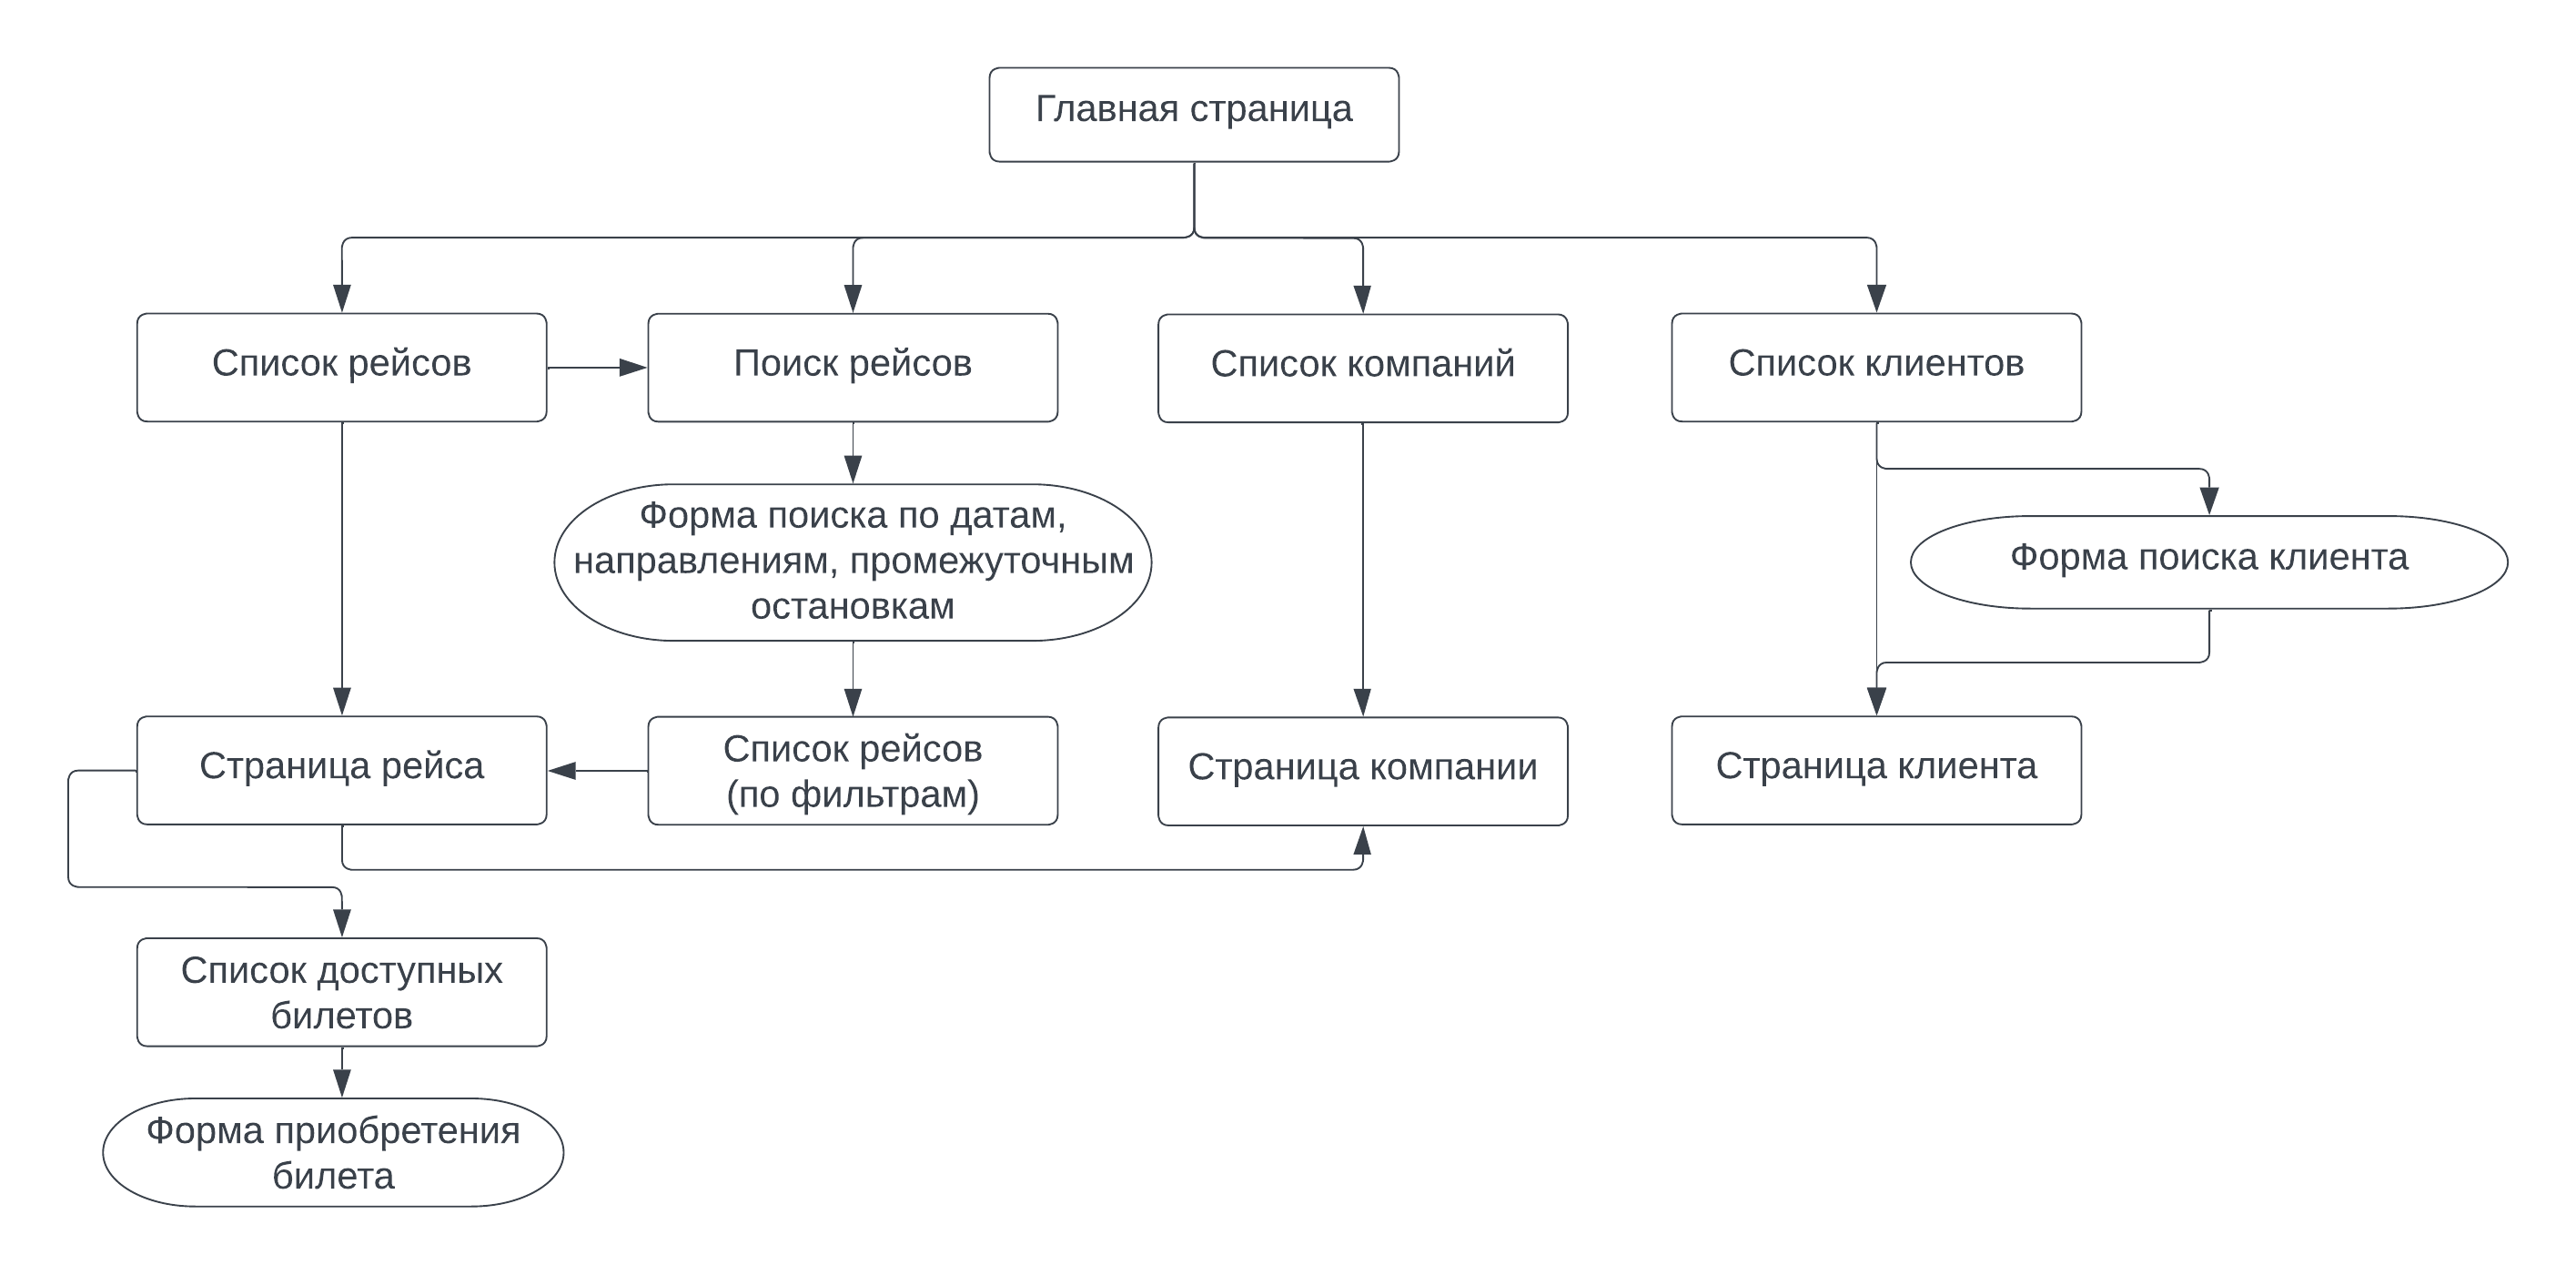 Главная страница
Список рейсов
Поиск рейсов
Список компаний
Список клиентов
Форма поиска по датам,
направлениям, промежуточным
остановкам
Форма поиска клиента
Страница рейса
Список рейсов
(по фильтрам)
Страница компании
Страница клиента
Список доступных
билетов
Форма приобретения
билета